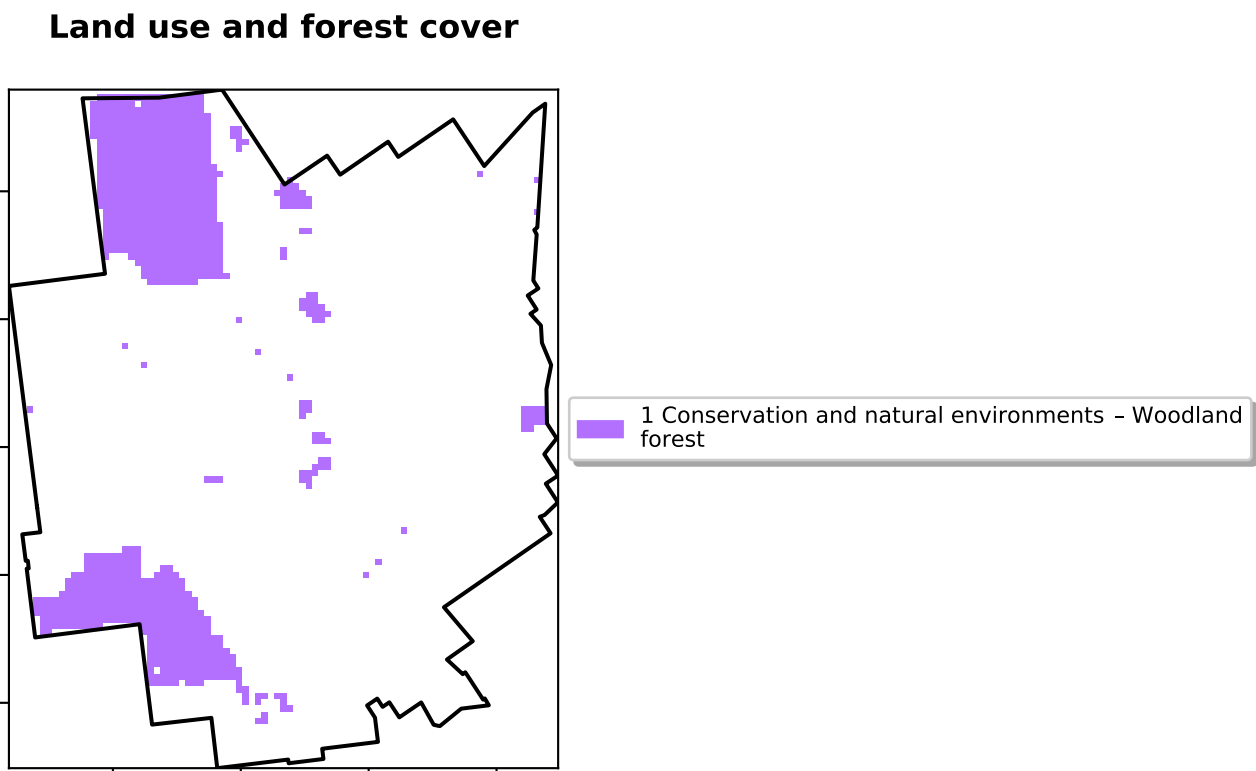 Land use and forest cover
1 Conservation and natural environments – Woodland
forest